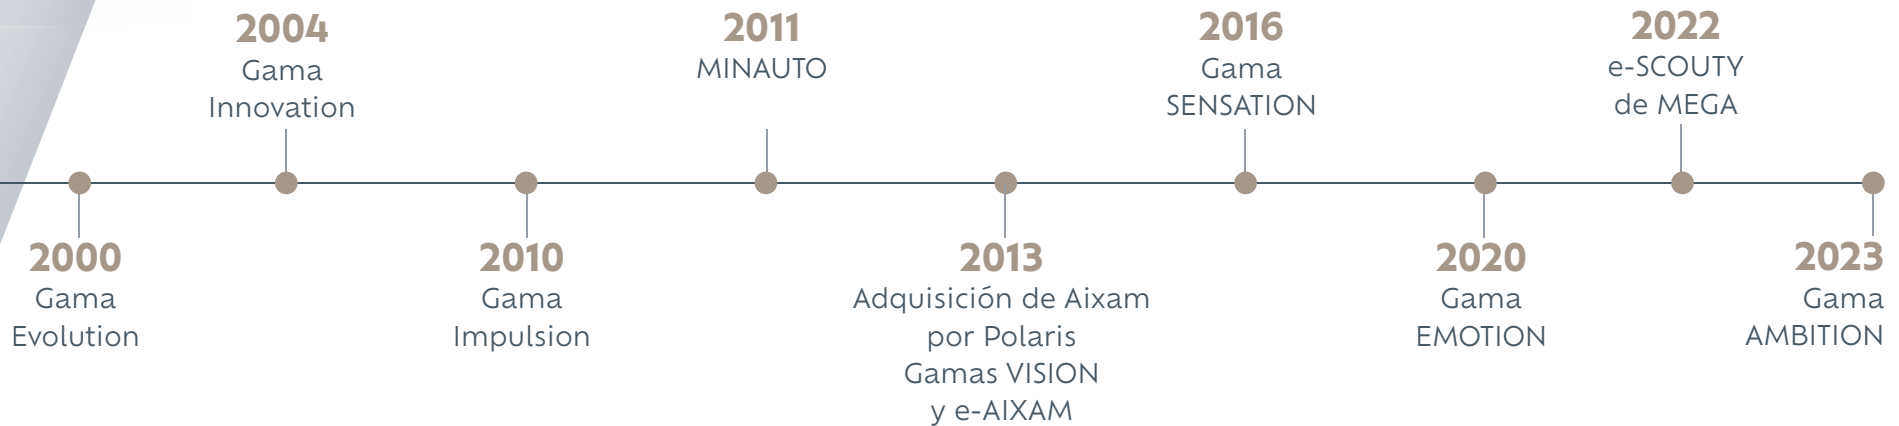 2000
Gama
Evolution
2004
Gama
Innovation
2010
Gama
Impulsion
2011
MINAUTO
2013
Adquisición de Aixam
por Polaris
Gamas VISION
y e-AIXAM
2016
Gama
SENSATION
2020
Gama
EMOTION
2022
e-SCOUTY
de MEGA
2023
Gama
AMBITION